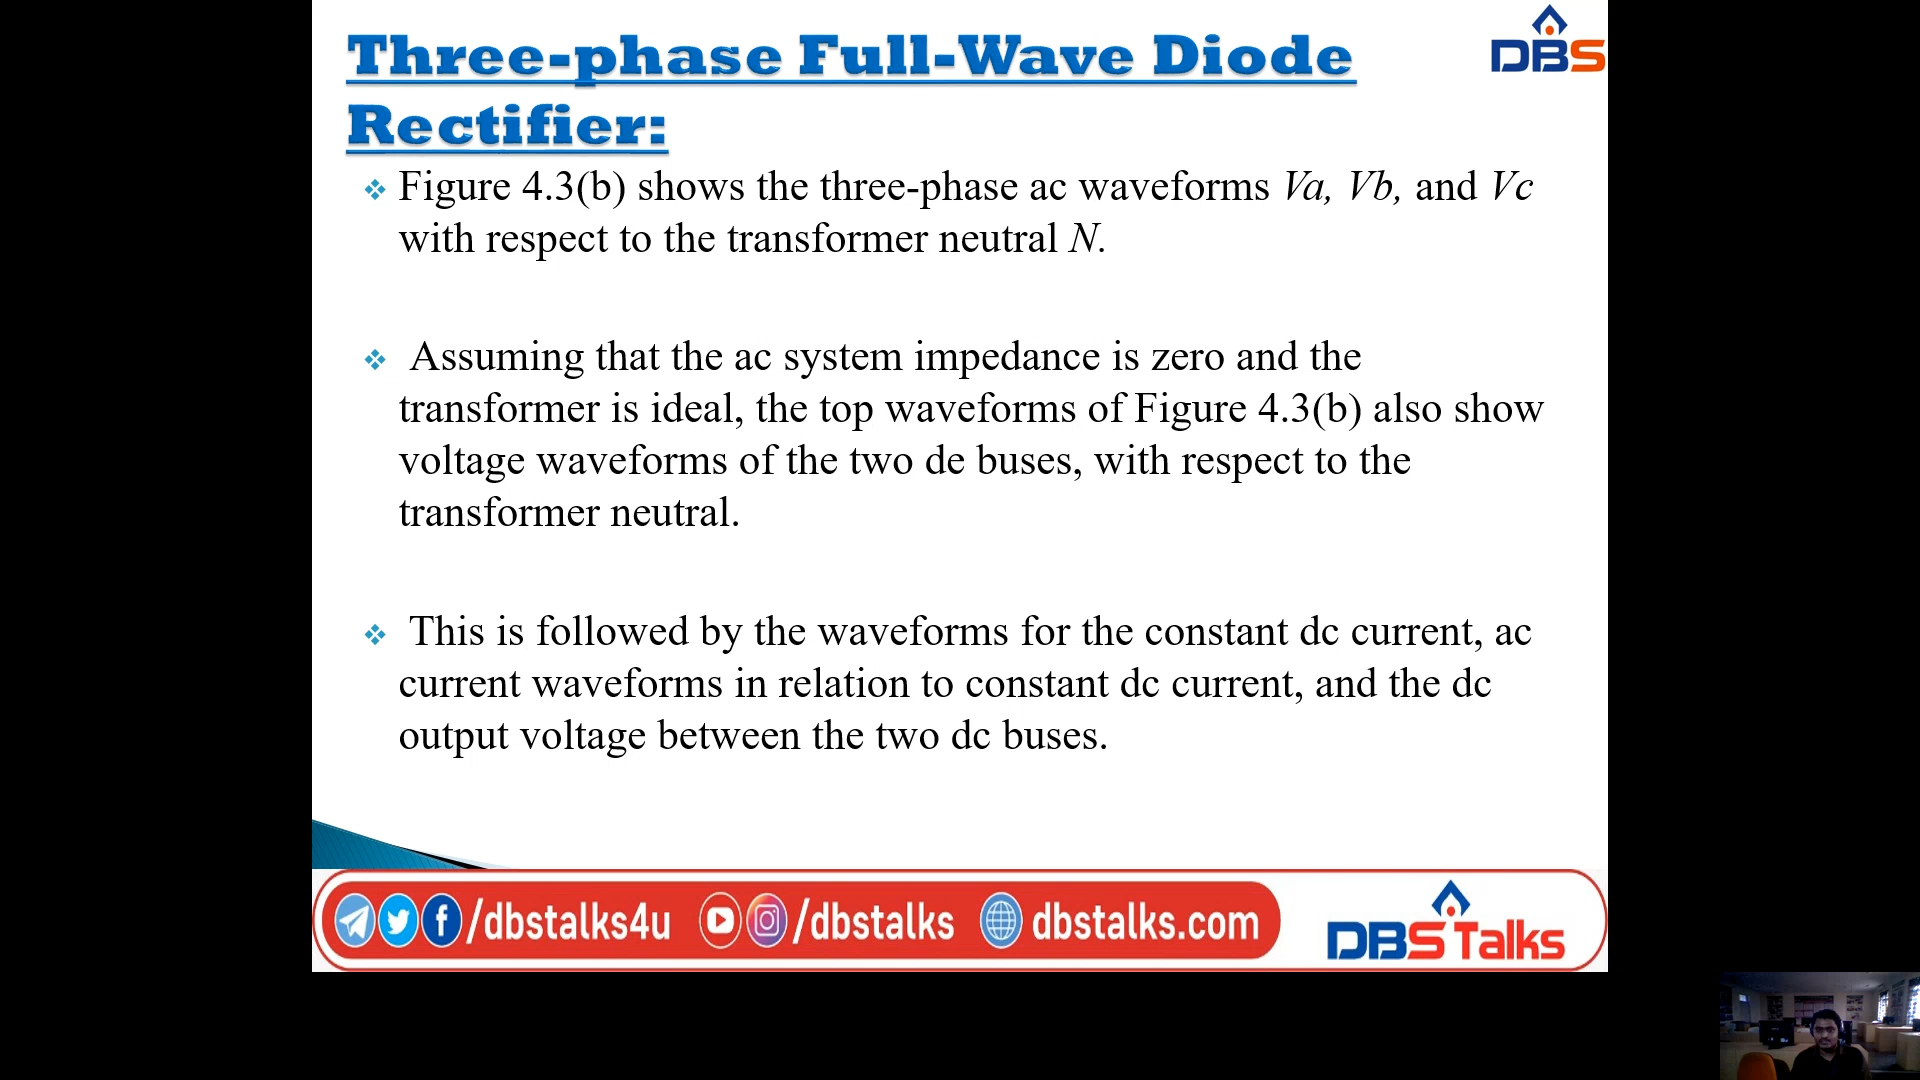 Three-phase Full-Wave Diode
Rectifier:
DBS
Figure 4.3(b) shows the three-phase ac waveforms Va, Vb, and Vc
with respect to the transformer neutral N.
Assuming that the ac system impedance is zero and the
transformer is ideal, the top waveforms of Figure 4.3(b) also show
voltage waveforms of the two de buses, with respect to the
transformer neutral.
This is followed by the waveforms for the constant dc current, ac
current waveforms in relation to constant dc current, and the dc
output voltage between the two dc buses.
/dbstalks4u /dbstalks dbstalks.com
DBS Talks